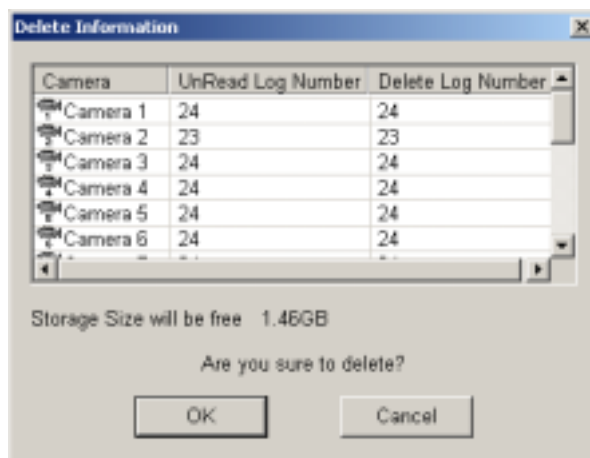 Delete Information
Camera UnRead Log Number Delete Log Number
Camera 1 24 24
Camera 2 23 23
Camera 3 24 24
Camera 4 24 24
Camera 5 24 24
Camera 6 24 24
Storage Size will be free 1.46GB
Are you sure to delete?
OK Cancel